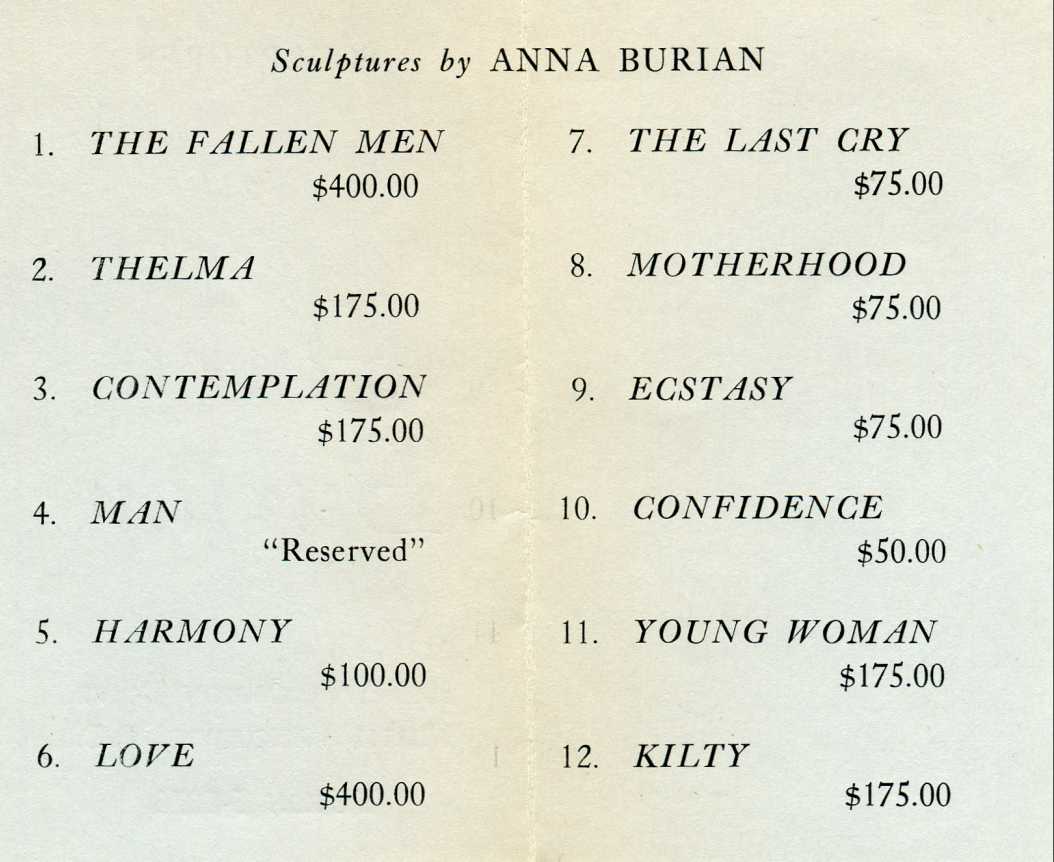 Sculptures by ANNA BURIAN
1. THE FALLEN MEN
$400.00
2. THELMA
$175.00
3. CONTEMPLATION
$175.00
4. MAN
“Reserved”
5. HARMONY
$100.00
6. LOVE
$400.00
7. THE LAST CRY
$75.00
8. MOTHERHOOD
$75.00
9. ECSTASY
$75.00
10. CONFIDENCE
$50.00
11. YOUNG WOMAN
$175.00
12. KILTY
$175.00